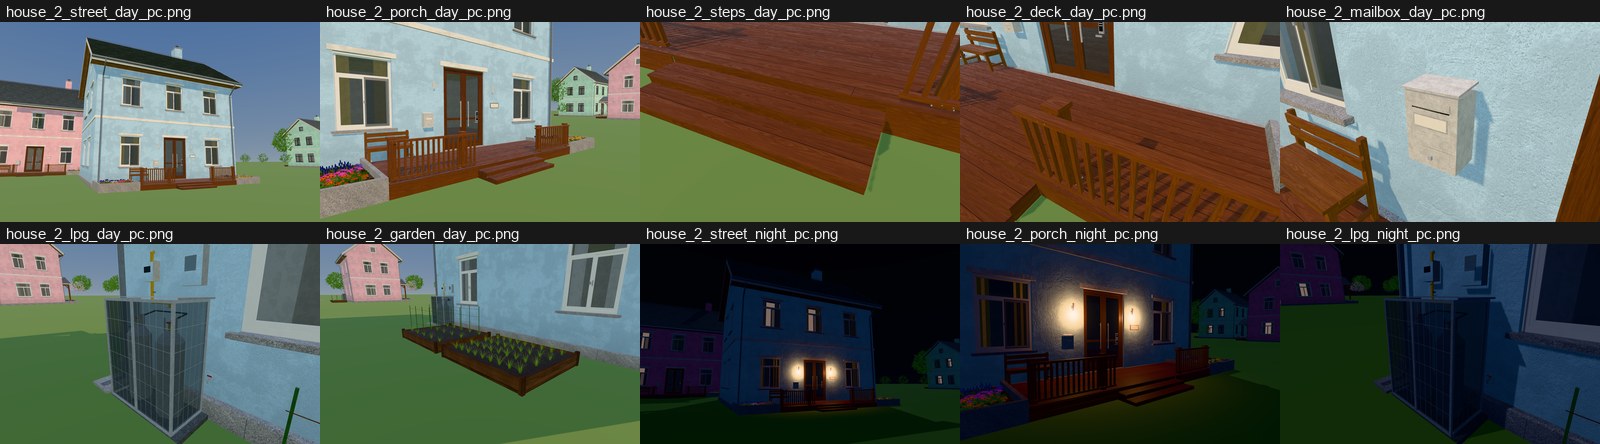 house_2_street_day_pc.png
house_2_porch_day_pc.png
house_2_steps_day_pc.png
house_2_deck_day_pc.png
house_2_mailbox_day_pc.png
house_2_lpg_day_pc.png
house_2_garden_day_pc.png
house_2_street_night_pc.png
house_2_porch_night_pc.png
house_2_lpg_night_pc.png